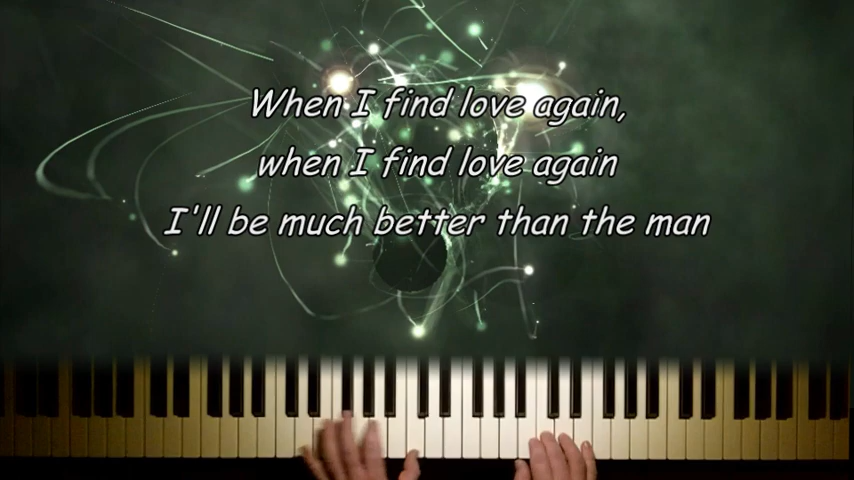 When I find love again,
when I find love again
I'll be much better than the man